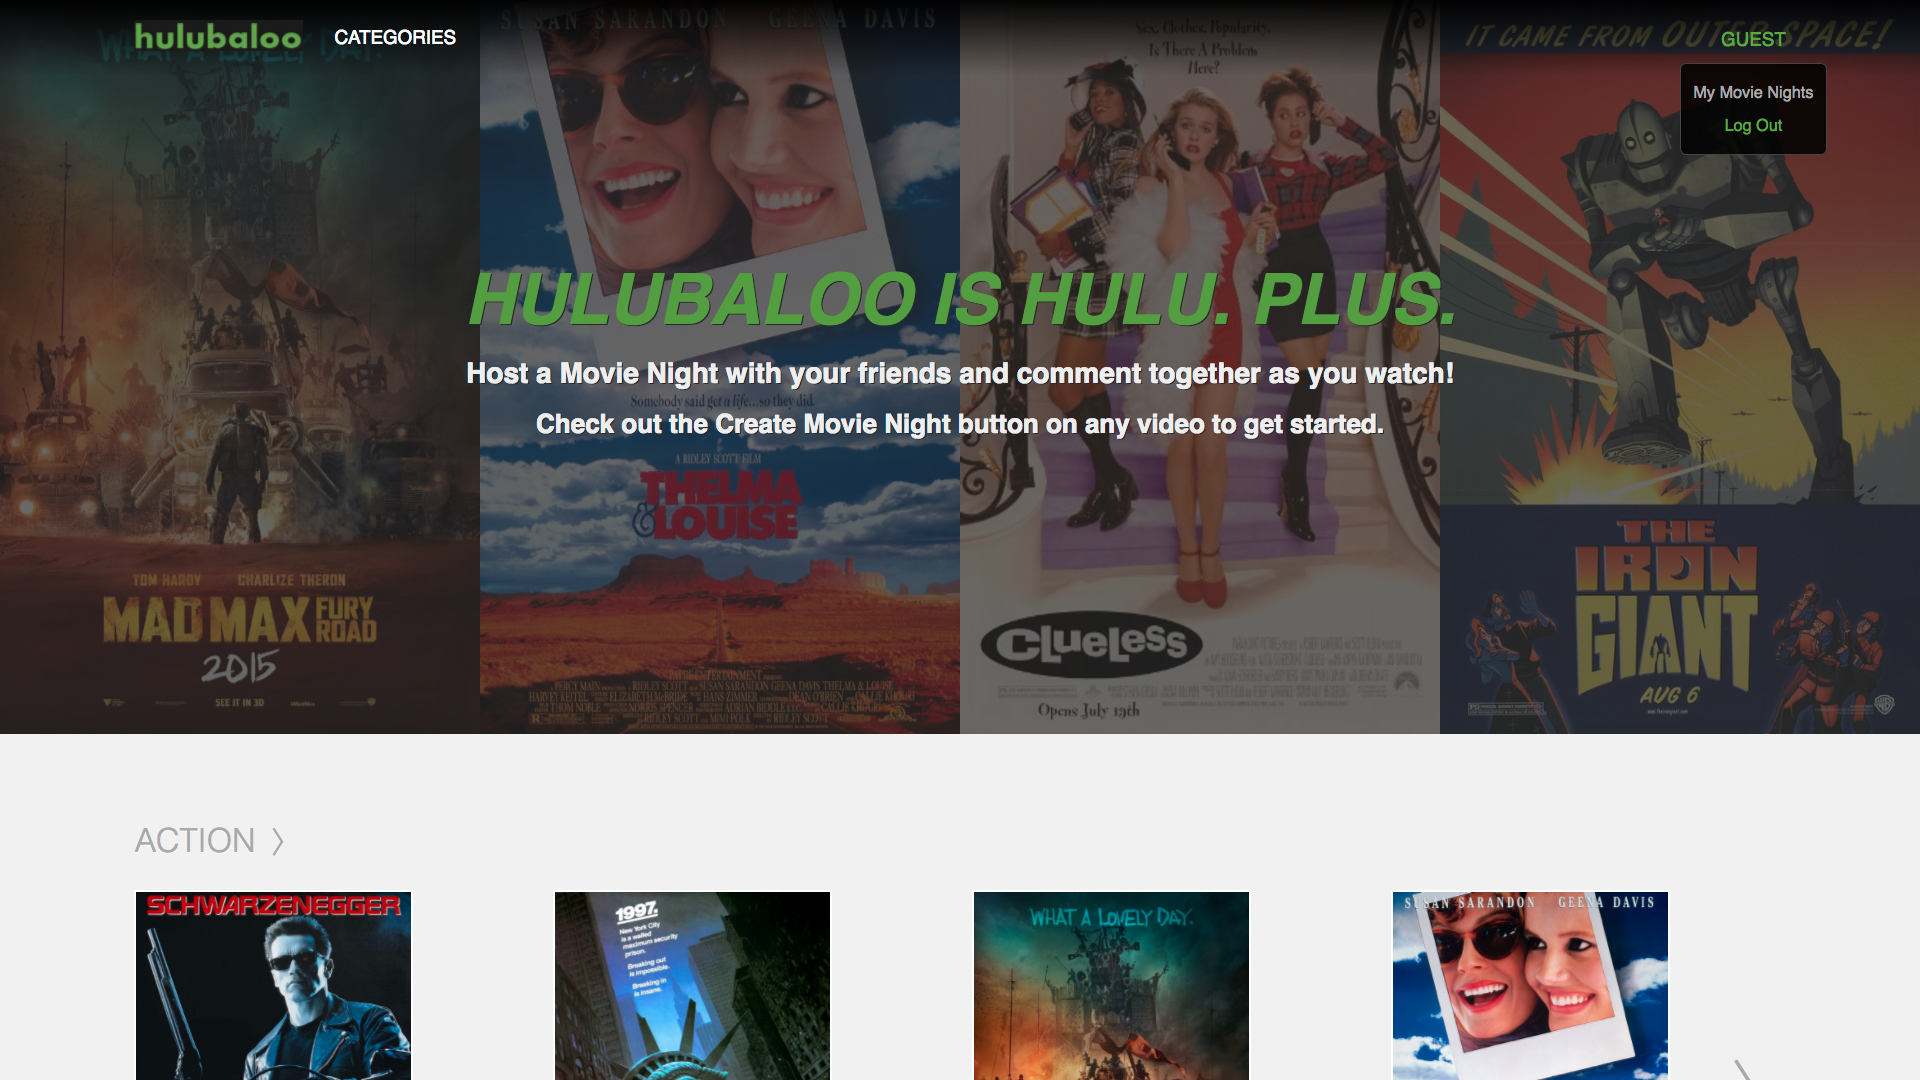 hulubaloo
CATEGORIES
GUEST
My Movie Nights
Log Out
WHAT A LOVELY DAY.
SUSAN SARANDON GEENA DAVIS
Sex. Clothes. Popularity.
Is There A Problem
Here?
IT CAME FROM OUTER SPACE!
HULUBALOO IS HULU. PLUS.
Host a Movie Night with your friends and comment together as you watch!
Somebody said get a life...so they did.
Check out the Create Movie Night button on any video to get started.
A RIDLEY SCOTT FILM
THELMA
& LOUISE
TOM HARDY CHARLIZE THERON
MAD MAX FURY
ROAD
2015
SEE IT IN 3D
CLUELESS
Opens July 19th
THE
IRON
GIANT
AUG 6
ACTION
SCHWARZENEGGER
1997.
New York City
is a walled
maximum security
prison.
Breaking out
is impossible.
Breaking in
is insane.
WHAT A LOVELY DAY.
SUSAN SARANDON GEENA DAVIS